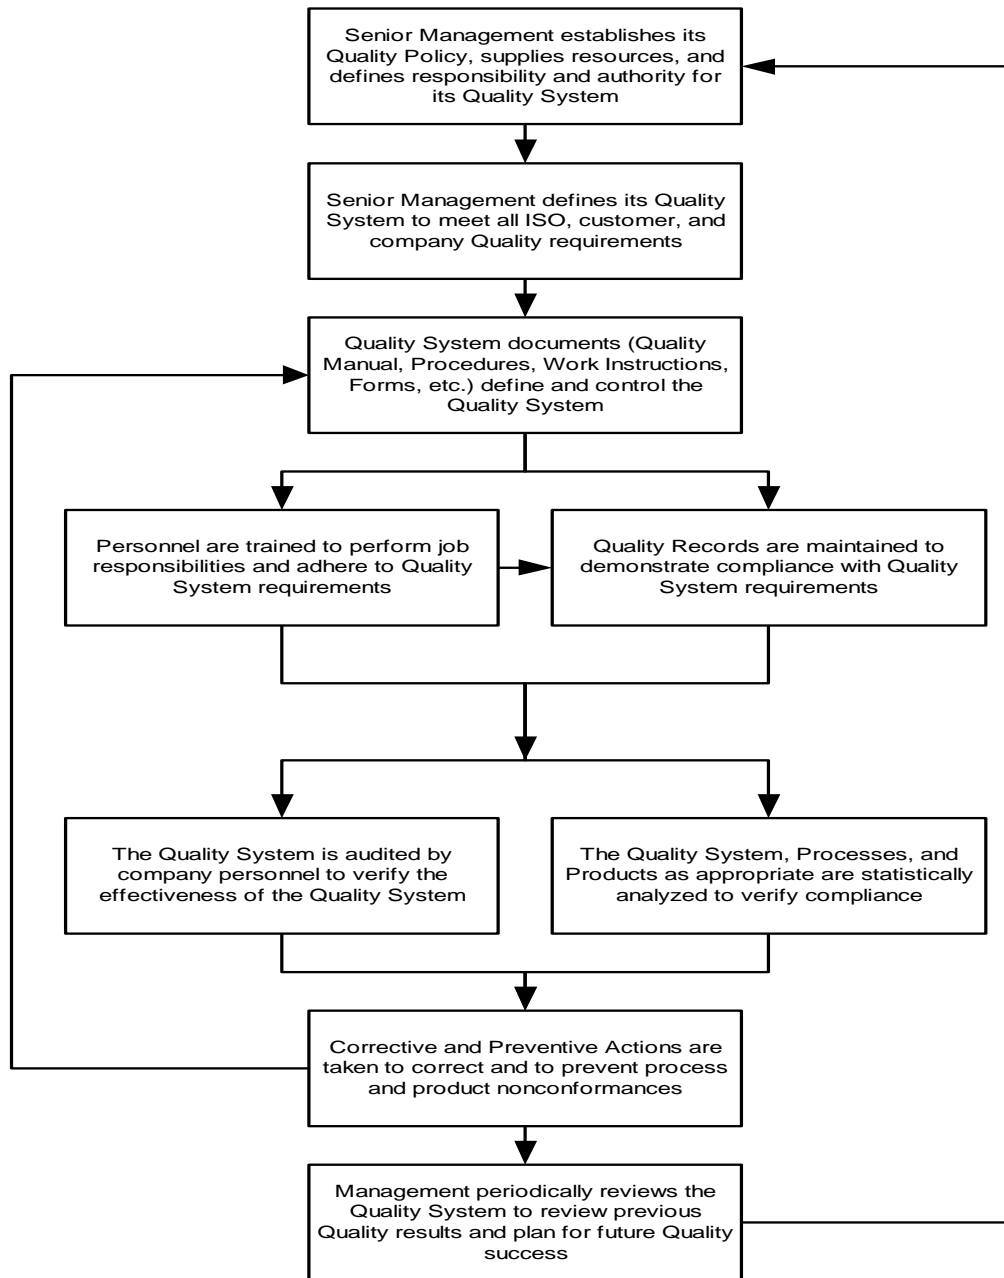 Senior Management establishes its
Quality Policy, supplies resources, and
defines responsibility and authority for
its Quality System
Senior Management defines its Quality
System to meet all ISO, customer, and
company Quality requirements
Quality System documents (Quality
Manual, Procedures, Work Instructions,
Forms, etc.) define and control the
Quality System
Personnel are trained to perform job
responsibilities and adhere to Quality
System requirements
Quality Records are maintained to
demonstrate compliance with Quality
System requirements
The Quality System is audited by
company personnel to verify the
effectiveness of the Quality System
The Quality System, Processes, and
Products as appropriate are statistically
analyzed to verify compliance
Corrective and Preventive Actions are
taken to correct and to prevent process
and product nonconformances
Management periodically reviews the
Quality System to review previous
Quality results and plan for future Quality
success